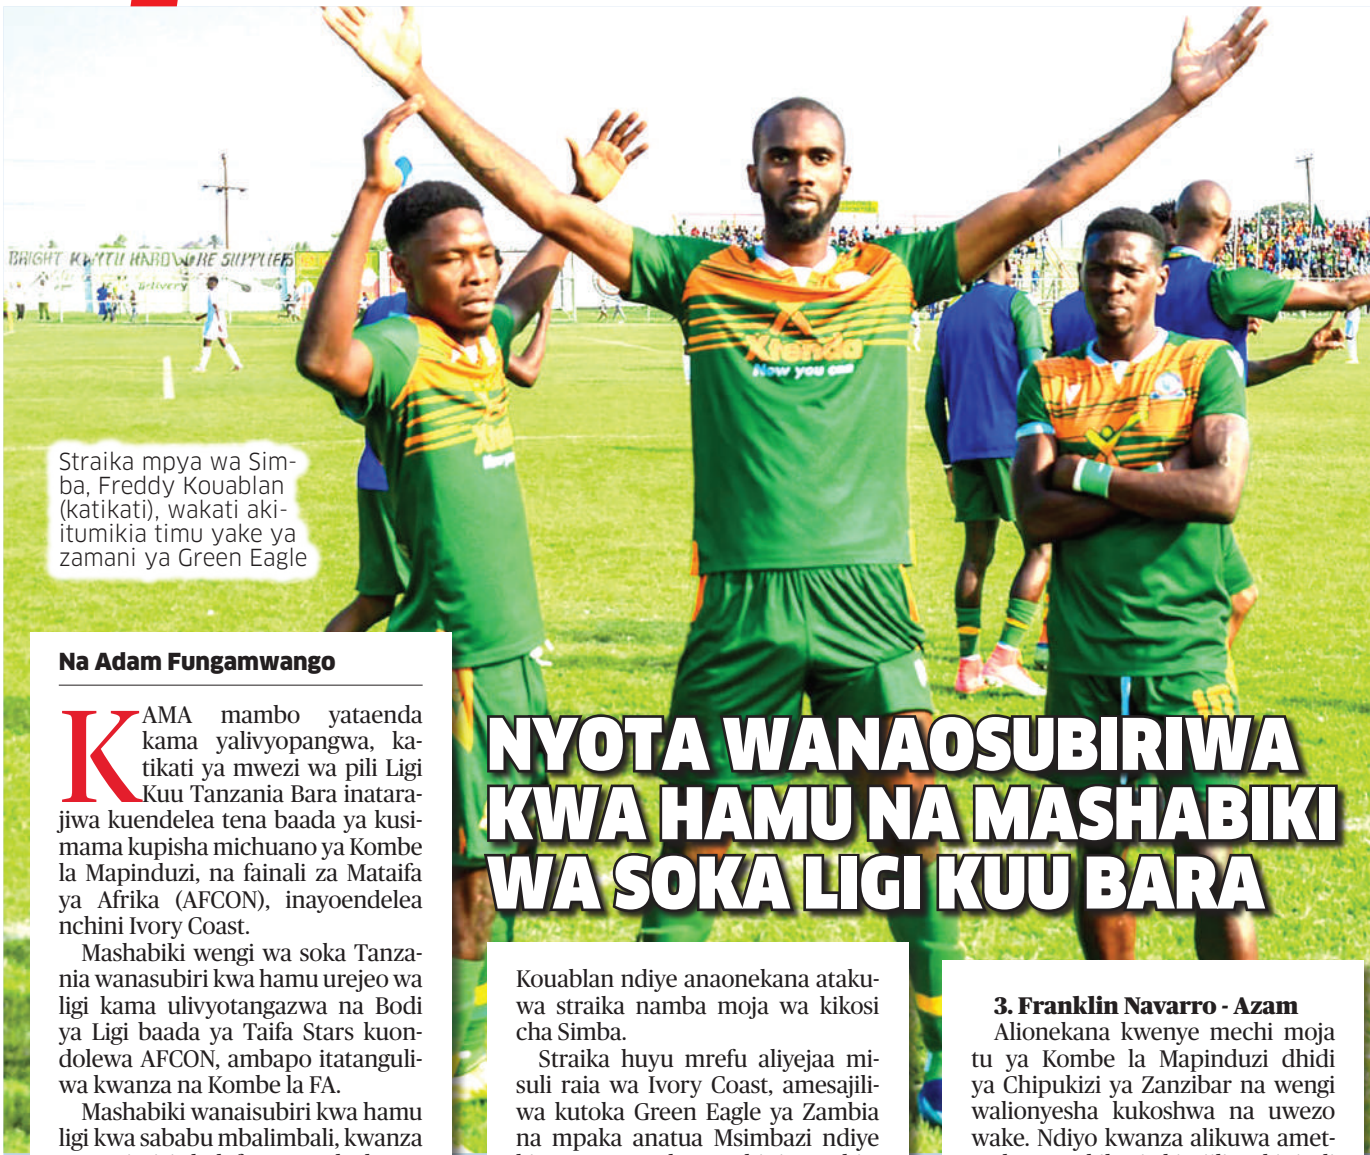 BRIGHT KWITU HARDWARE SUPPLIES
delivery
Xtenda
Now you can
10
Straika mpya wa Sim-
ba, Freddy Kouablan
(katikati), wakati aki-
itumikia timu yake ya
zamani ya Green Eagle
NYOTA WANAOSUBIRIWA
KWA HAMU NA MASHABIKI
WA SOKA LIGI KUU BARA
Na Adam Fungamwango
KAMA mambo yataenda
kama yalivyopangwa, ka-
tikati ya mwezi wa pili Ligi
Kuu Tanzania Bara inatara-
jiwa kuendelea tena baada ya kusi-
mama kupisha michuano ya Kombe
la Mapinduzi, na fainali za Mataifa
ya Afrika (AFCON), inayoendelea
nchini Ivory Coast.
Mashabiki wengi wa soka Tanza-
nia wanasubiri kwa hamu urejeo wa
ligi kama ulivyotangazwa na Bodi
ya Ligi baada ya Taifa Stars kuon-
dolewa AFCON, ambapo itatanguli-
wa kwanza na Kombe la FA.
Mashabiki wanaisubiri kwa hamu
ligi kwa sababu mbalimbali, kwanza
Kouablan ndiye anaonekana ataku-
wa straika namba moja wa kikosi
cha Simba.
Straika huyu mrefu aliyejaa mi-
suli raia wa Ivory Coast, amesajili-
wa kutoka Green Eagle ya Zambia
na mpaka anatua Msimbazi ndiye
3. Franklin Navarro - Azam
Alionekana kwenye mechi moja
tu ya Kombe la Mapinduzi dhidi
ya Chipukizi ya Zanzibar na wengi
walionyesha kukoshwa na uwezo
wake. Ndiyo kwanza alikuwa amet-